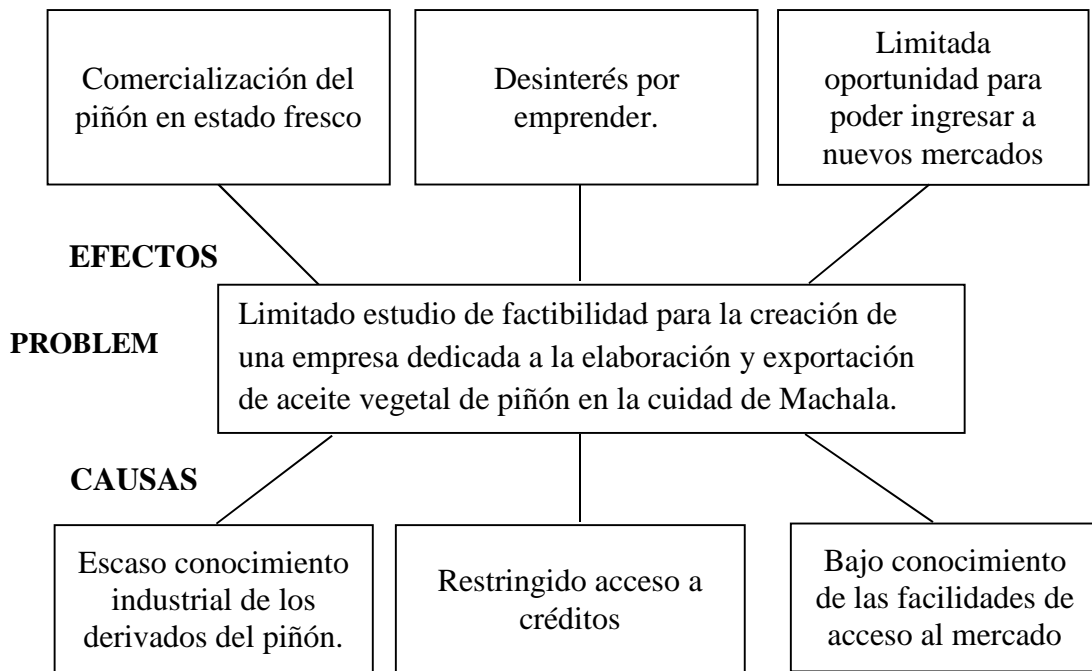 Comercialización del
piñón en estado fresco
Desinterés por
emprender.
Limitada
oportunidad para
poder ingresar a
nuevos mercados
EFECTOS
PROBLEM
Limitado estudio de factibilidad para la creación de
una empresa dedicada a la elaboración y exportación
de aceite vegetal de piñón en la cuidad de Machala.
CAUSAS
Escaso conocimiento
industrial de los
derivados del piñón.
Restringido acceso a
créditos
Bajo conocimiento
de las facilidades de
acceso al mercado